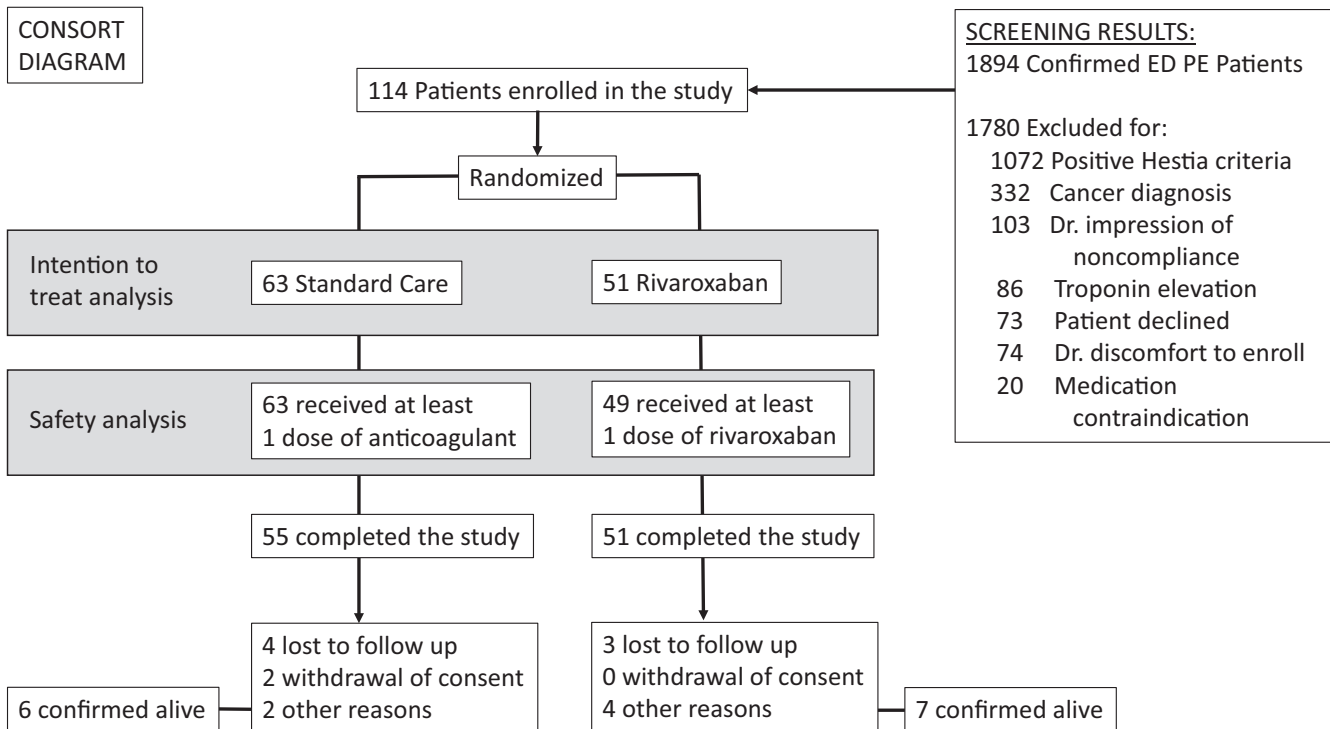 CONSORT
DIAGRAM
114 Patients enrolled in the study
SCREENING RESULTS:
1894 Confirmed ED PE Patients
1780 Excluded for:
1072 Positive Hestia criteria
332 Cancer diagnosis
103 Dr. impression of
noncompliance
86 Troponin elevation
73 Patient declined
74 Dr. discomfort to enroll
20 Medication
contraindication
Randomized
Intention to
treat analysis
63 Standard Care
51 Rivaroxaban
Safety analysis
63 received at least
1 dose of anticoagulant
49 received at least
1 dose of rivaroxaban
55 completed the study
51 completed the study
4 lost to follow up
2 withdrawal of consent
2 other reasons
3 lost to follow up
0 withdrawal of consent
4 other reasons
6 confirmed alive
7 confirmed alive